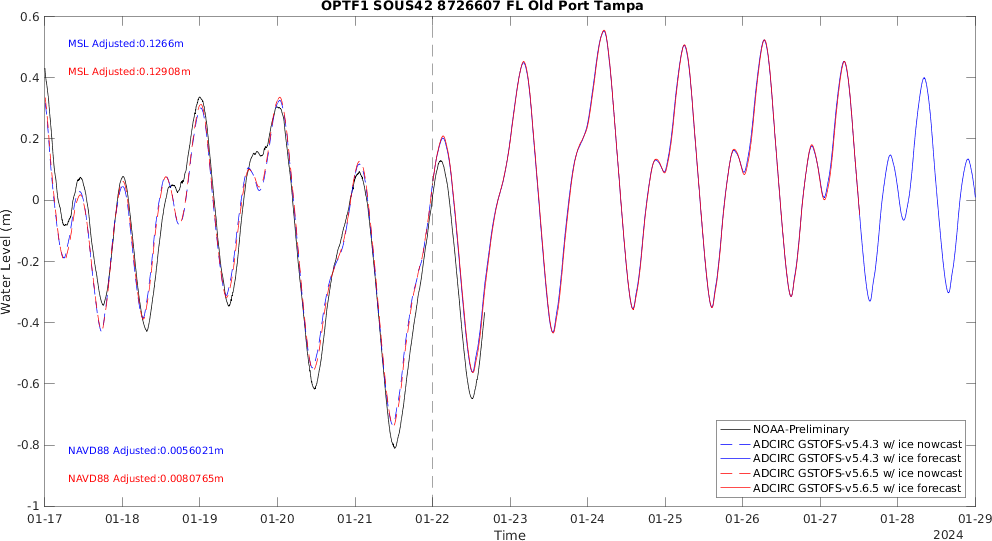 OPTF1 SOUS42 8726607 FL Old Port Tampa
0.6
MSL Adjusted:0.1266m
MSL Adjusted:0.12908m
0.4
0.2
0
-0.2
-0.4
-0.6
-0.8
-1
Water Level (m)
NAVD88 Adjusted:0.0056021m
NAVD88 Adjusted:0.0080765m
NOAA-Preliminary
ADCIRC GSTOFS-v5.4.3 w/ ice nowcast
ADCIRC GSTOFS-v5.4.3 w/ ice forecast
ADCIRC GSTOFS-v5.6.5 w/ ice nowcast
ADCIRC GSTOFS-v5.6.5 w/ ice forecast
01-17 01-18 01-19 01-20 01-21 01-22 01-23 01-24 01-25 01-26 01-27 01-28 01-29
Time
2024